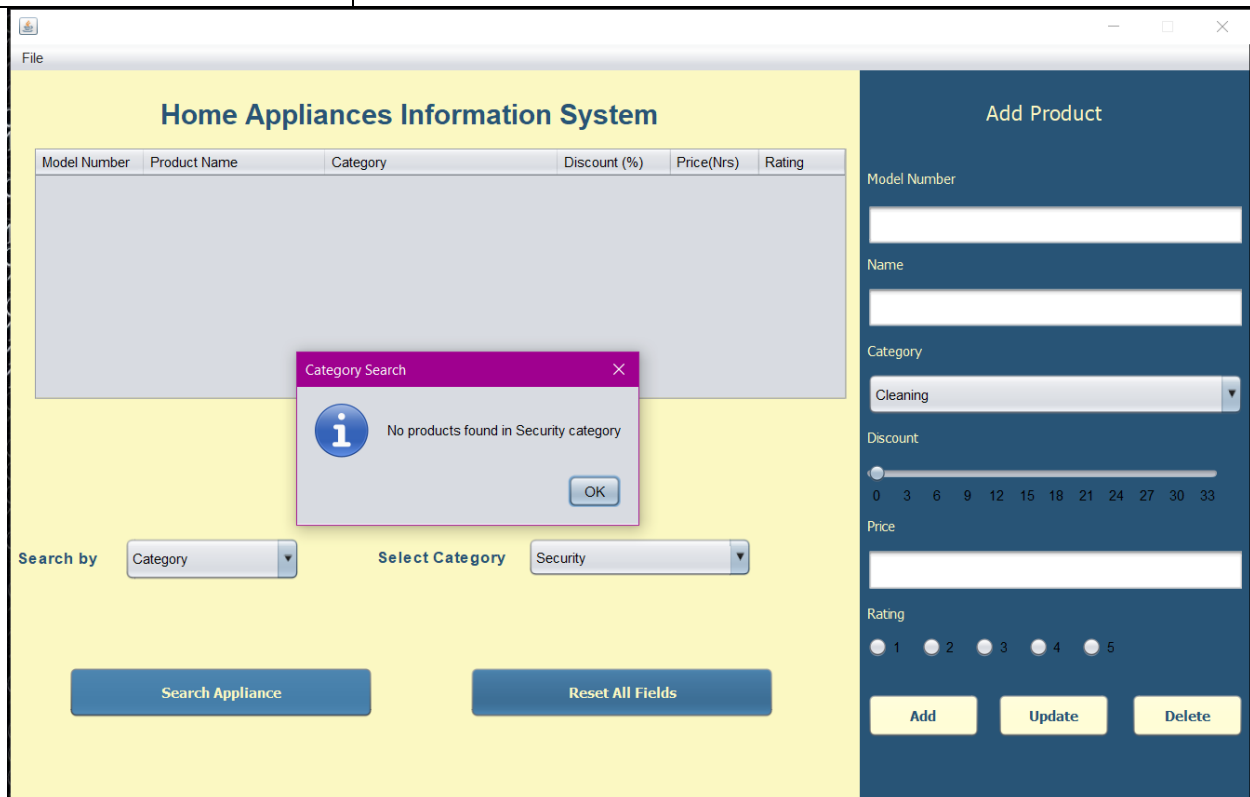 File
Home Appliances Information System
Model Number Product Name Category Discount (%) Price(Nrs) Rating
Category Search
No products found in Security category
OK
Search by Category Select Category Security
Search Appliance Reset All Fields
Add Product
Model Number
Name
Category
Cleaning
Discount
0 3 6 9 12 15 18 21 24 27 30 33
Price
Rating
1 2 3 4 5
Add Update Delete